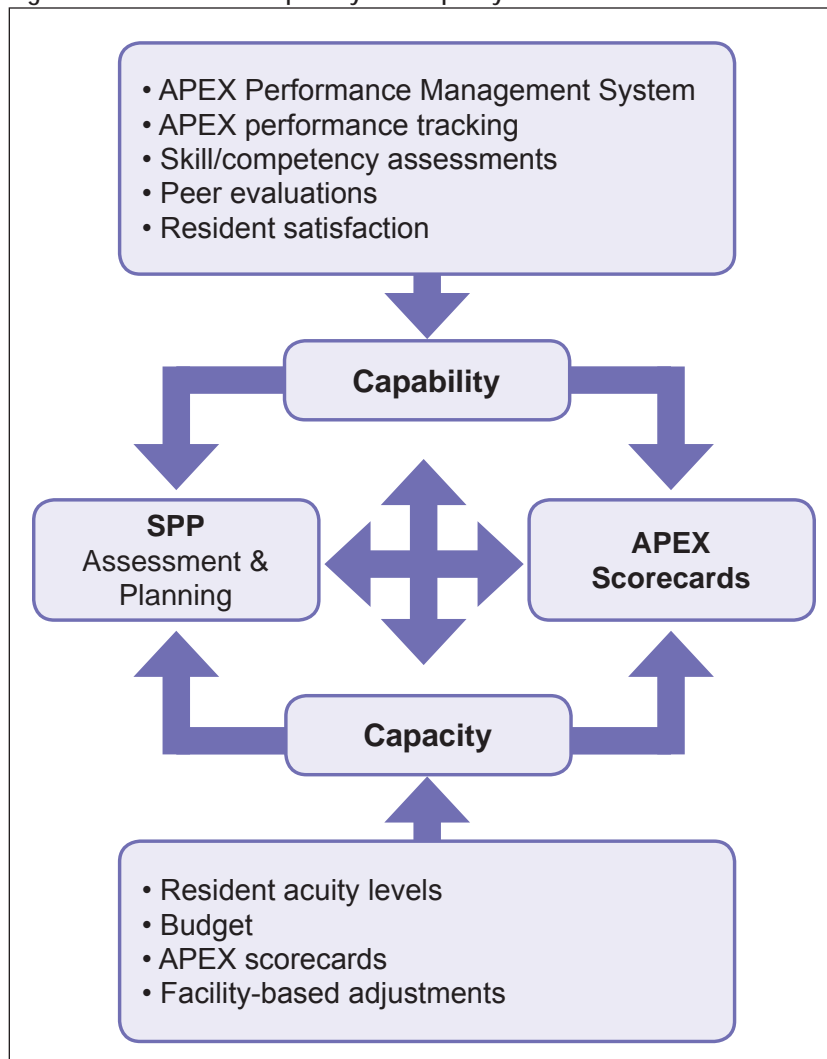 • APEX Performance Management System
• APEX performance tracking
• Skill/competency assessments
• Peer evaluations
• Resident satisfaction
Capability
SPP
Assessment &
Planning
APEX
Scorecards
Capacity
• Resident acuity levels
• Budget
• APEX scorecards
• Facility-based adjustments